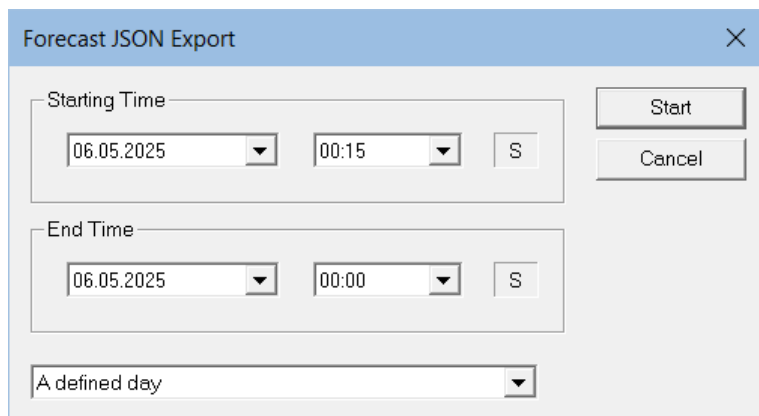 Forecast JSON Export
Starting Time
06.05.2025 00:15 S
Start
Cancel
End Time
06.05.2025 00:00 S
A defined day